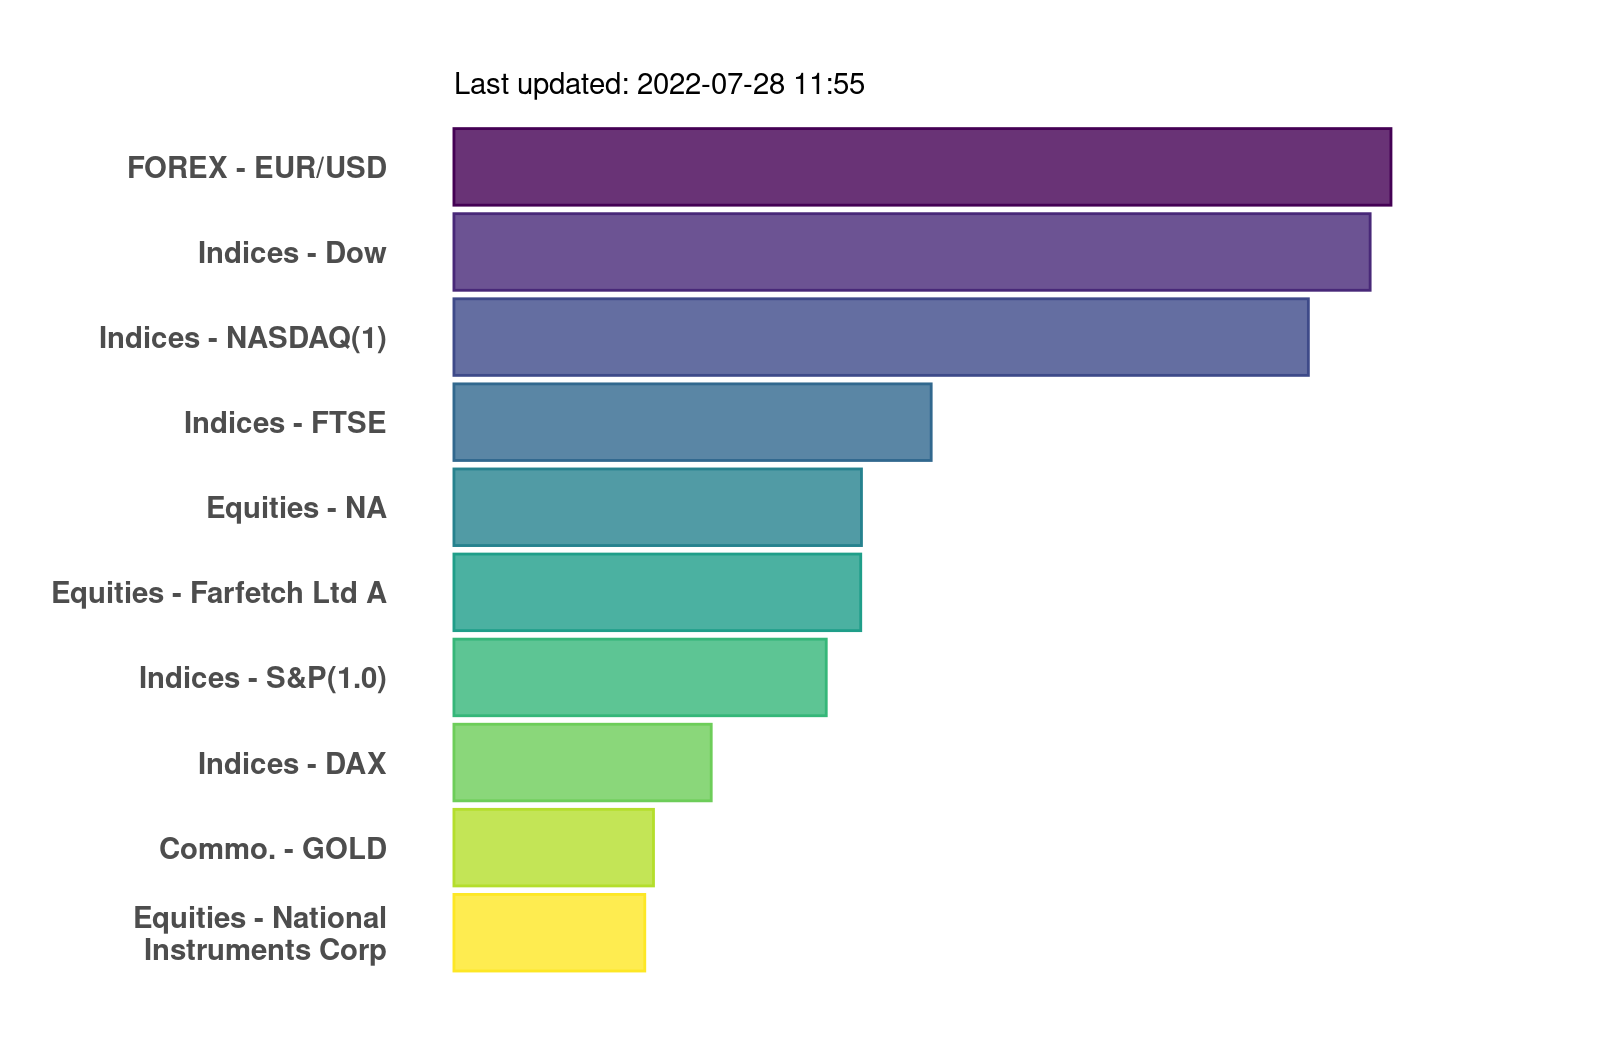 Last updated: 2022-07-28 11:55
FOREX - EUR/USD
Indices - Dow
Indices - NASDAQ(1)
Indices - FTSE
Equities - NA
Equities - Farfetch Ltd A
Indices - S&P(1.0)
Indices - DAX
Commo. - GOLD
Equities - National
Instruments Corp